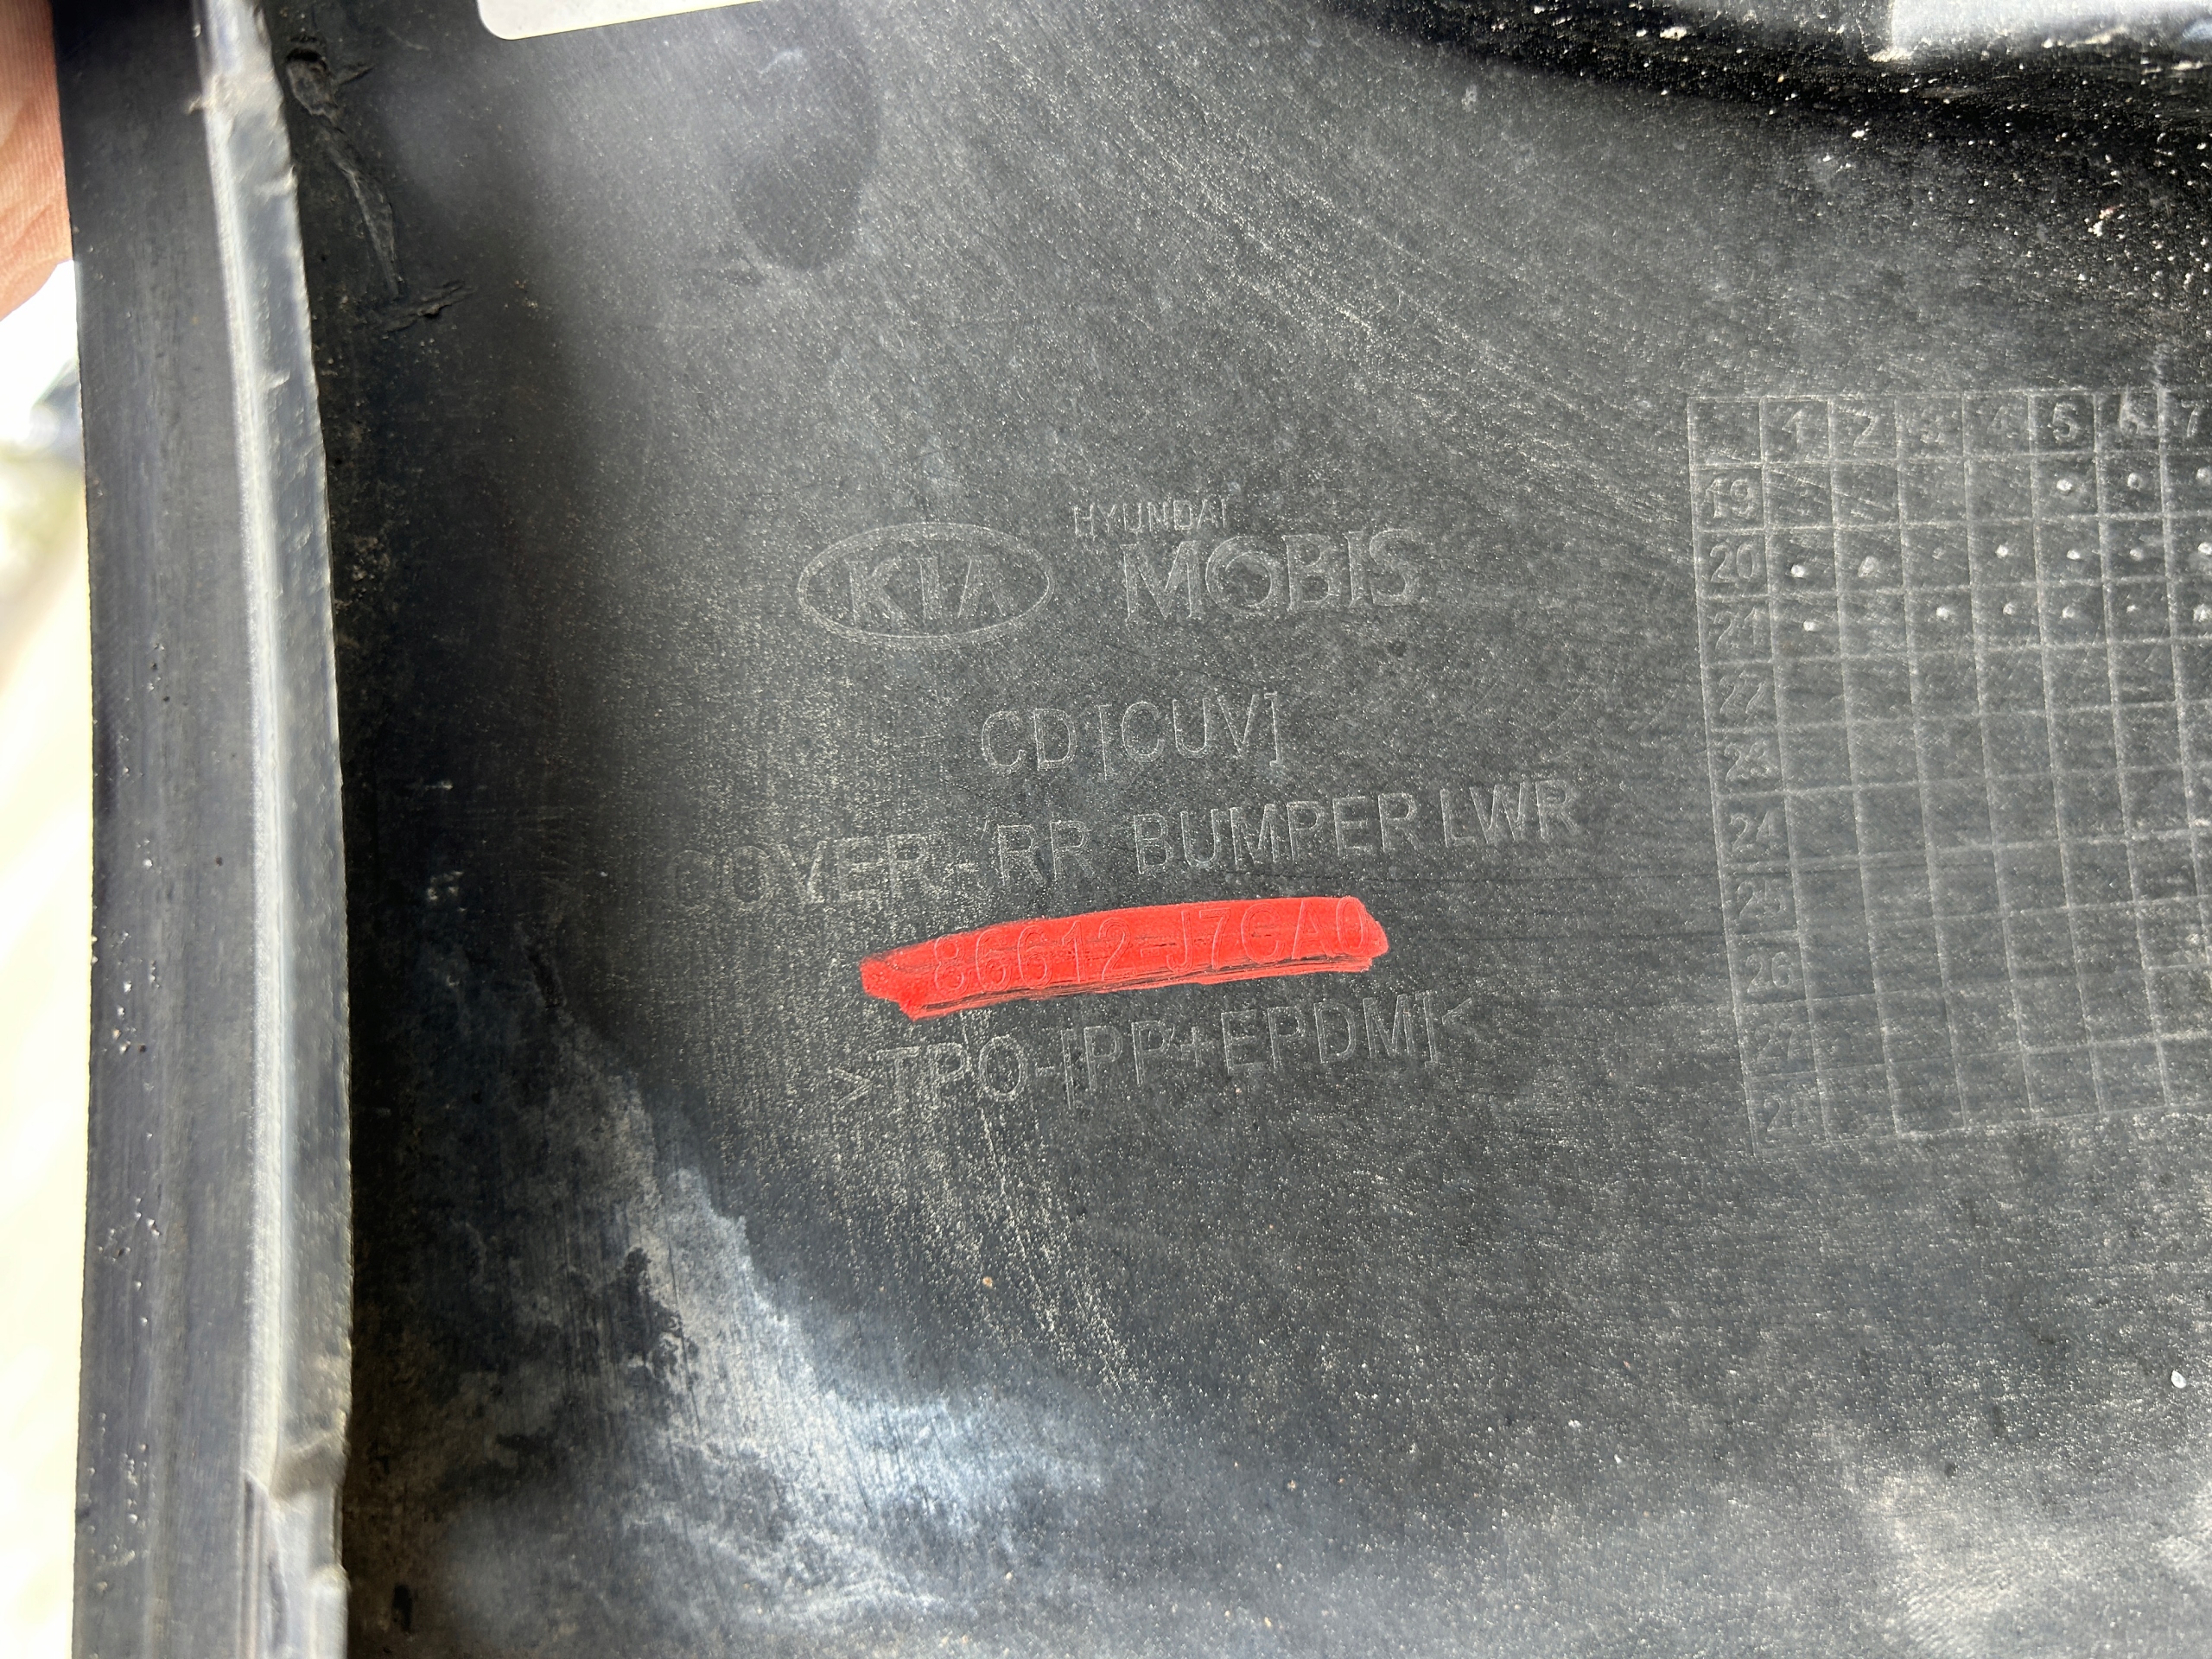 HYUNDAI
KIA MOBIS
CD [CUV]
COVER-RR BUMPER LWR
86612-J7CA0
>TPO-[PP+EPDM]<
1 2 3 4 5 6 7
19
20
21
22
23
24
25
26
27
28